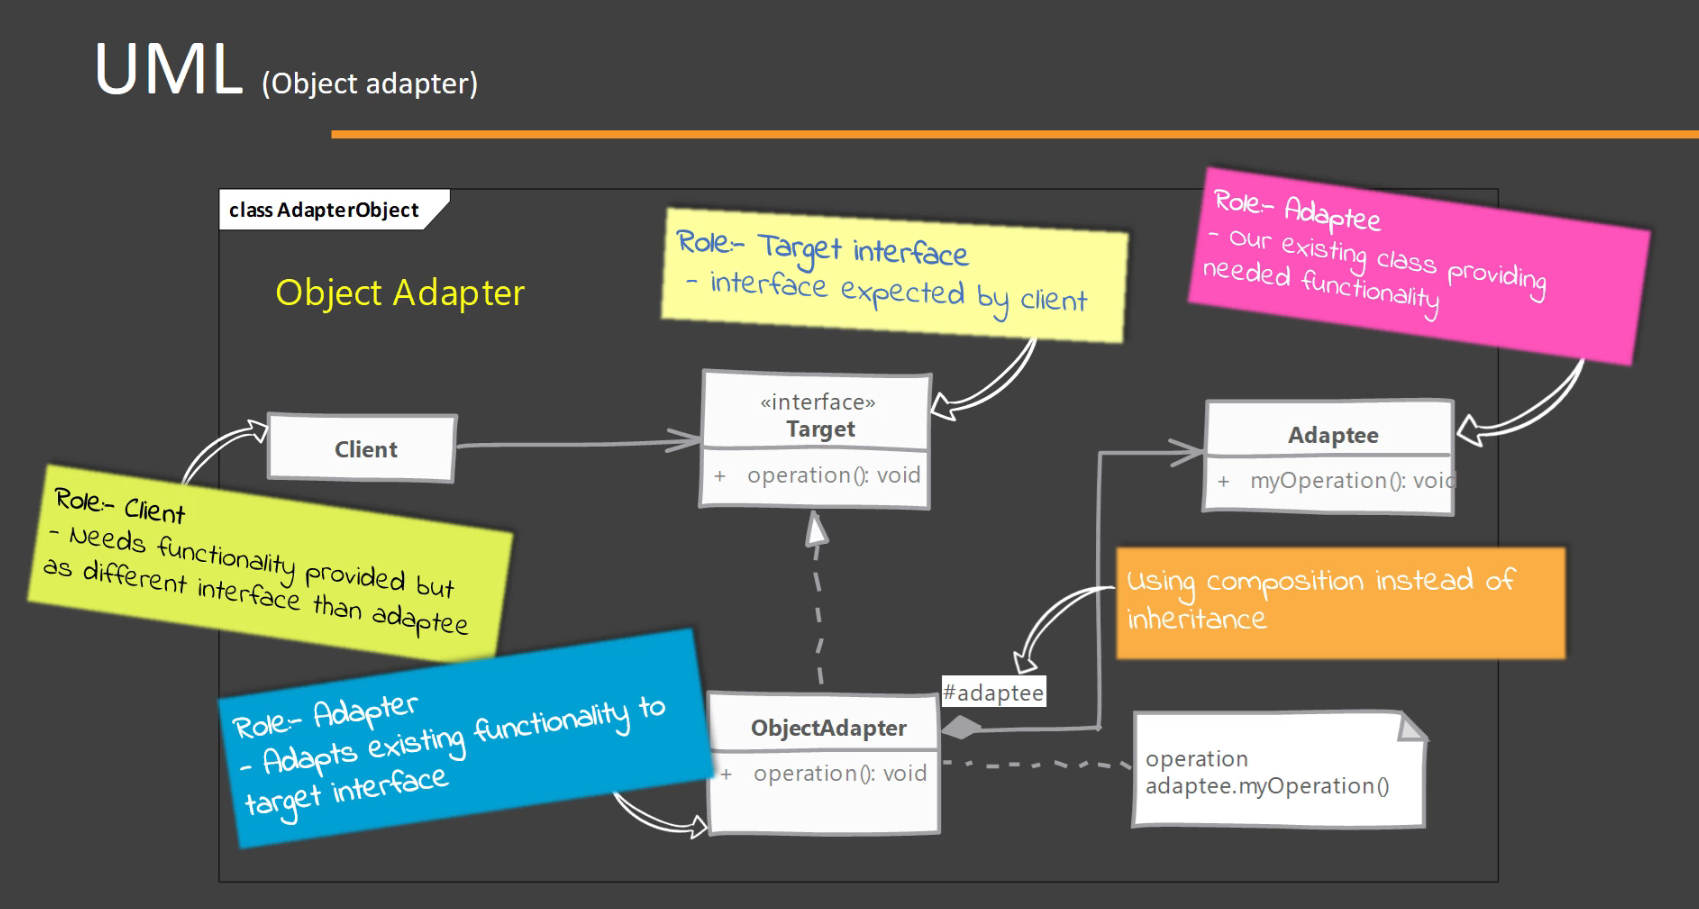 UML (Object adapter)
class AdapterObject
Object Adapter
Role:- Target interface
- interface expected by client
Role:- Adaptee
- Our existing class providing
needed functionality
«interface»
Target
+ operation(): void
Client
Adaptee
+ myOperation(): void
Role:- Client
- Needs functionality provided but
as different interface than adaptee
Using composition instead of
inheritance
Role:- Adapter
- Adapts existing functionality to
target interface
#adaptee
ObjectAdapter
+ operation(): void
operation
adaptee.myOperation()